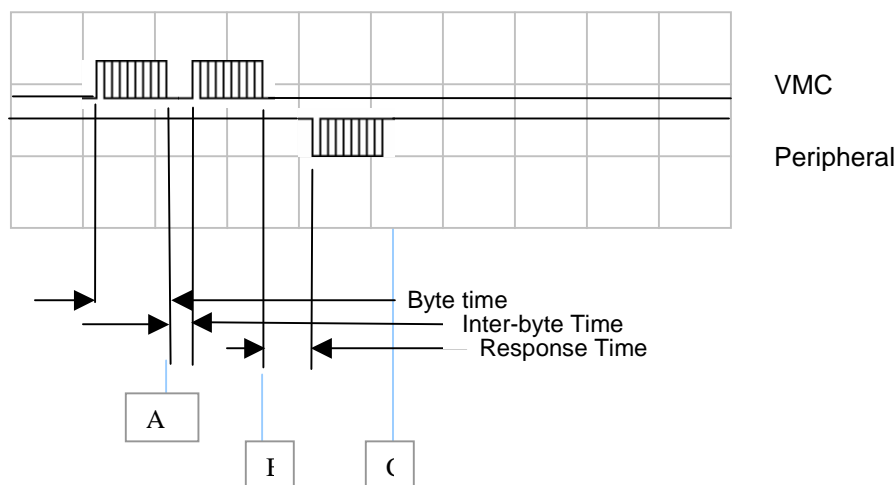 VMC
Peripheral
Byte time
Inter-byte Time
Response Time
A